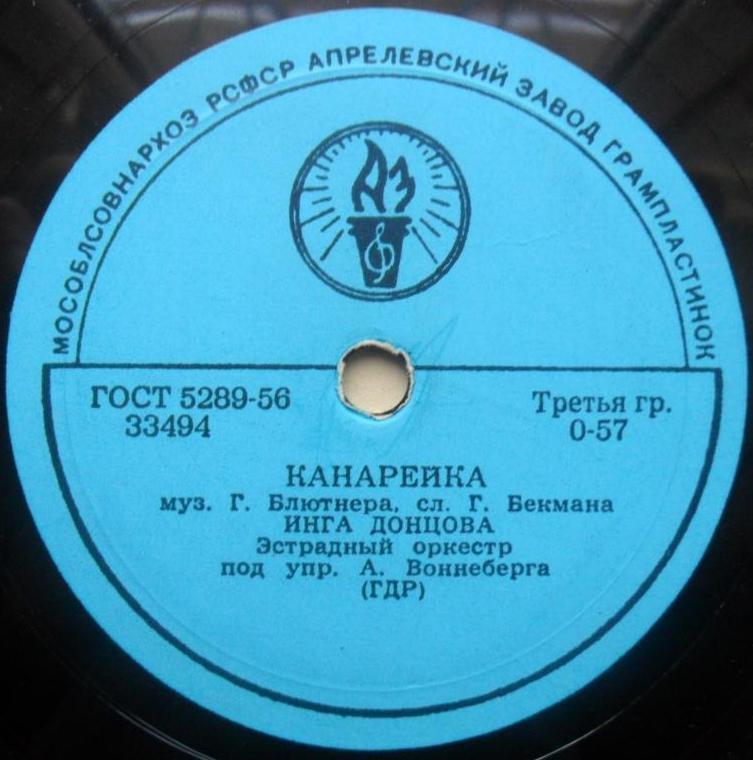 МОСОБЛСОВНАРХОЗ РСФСР АПРЕЛЕВСКИЙ ЗАВОД ГРАМПЛАСТИНОК
АЗ
ГОСТ 5289-56
33494
Третья гр.
0-57
КАНАРЕЙКА
муз. Г. Блютнера, сл. Г. Бекмана
ИНГА ДОНЦОВА
Эстрадный оркестр
под упр. А. Воннеберга
(ГДР)